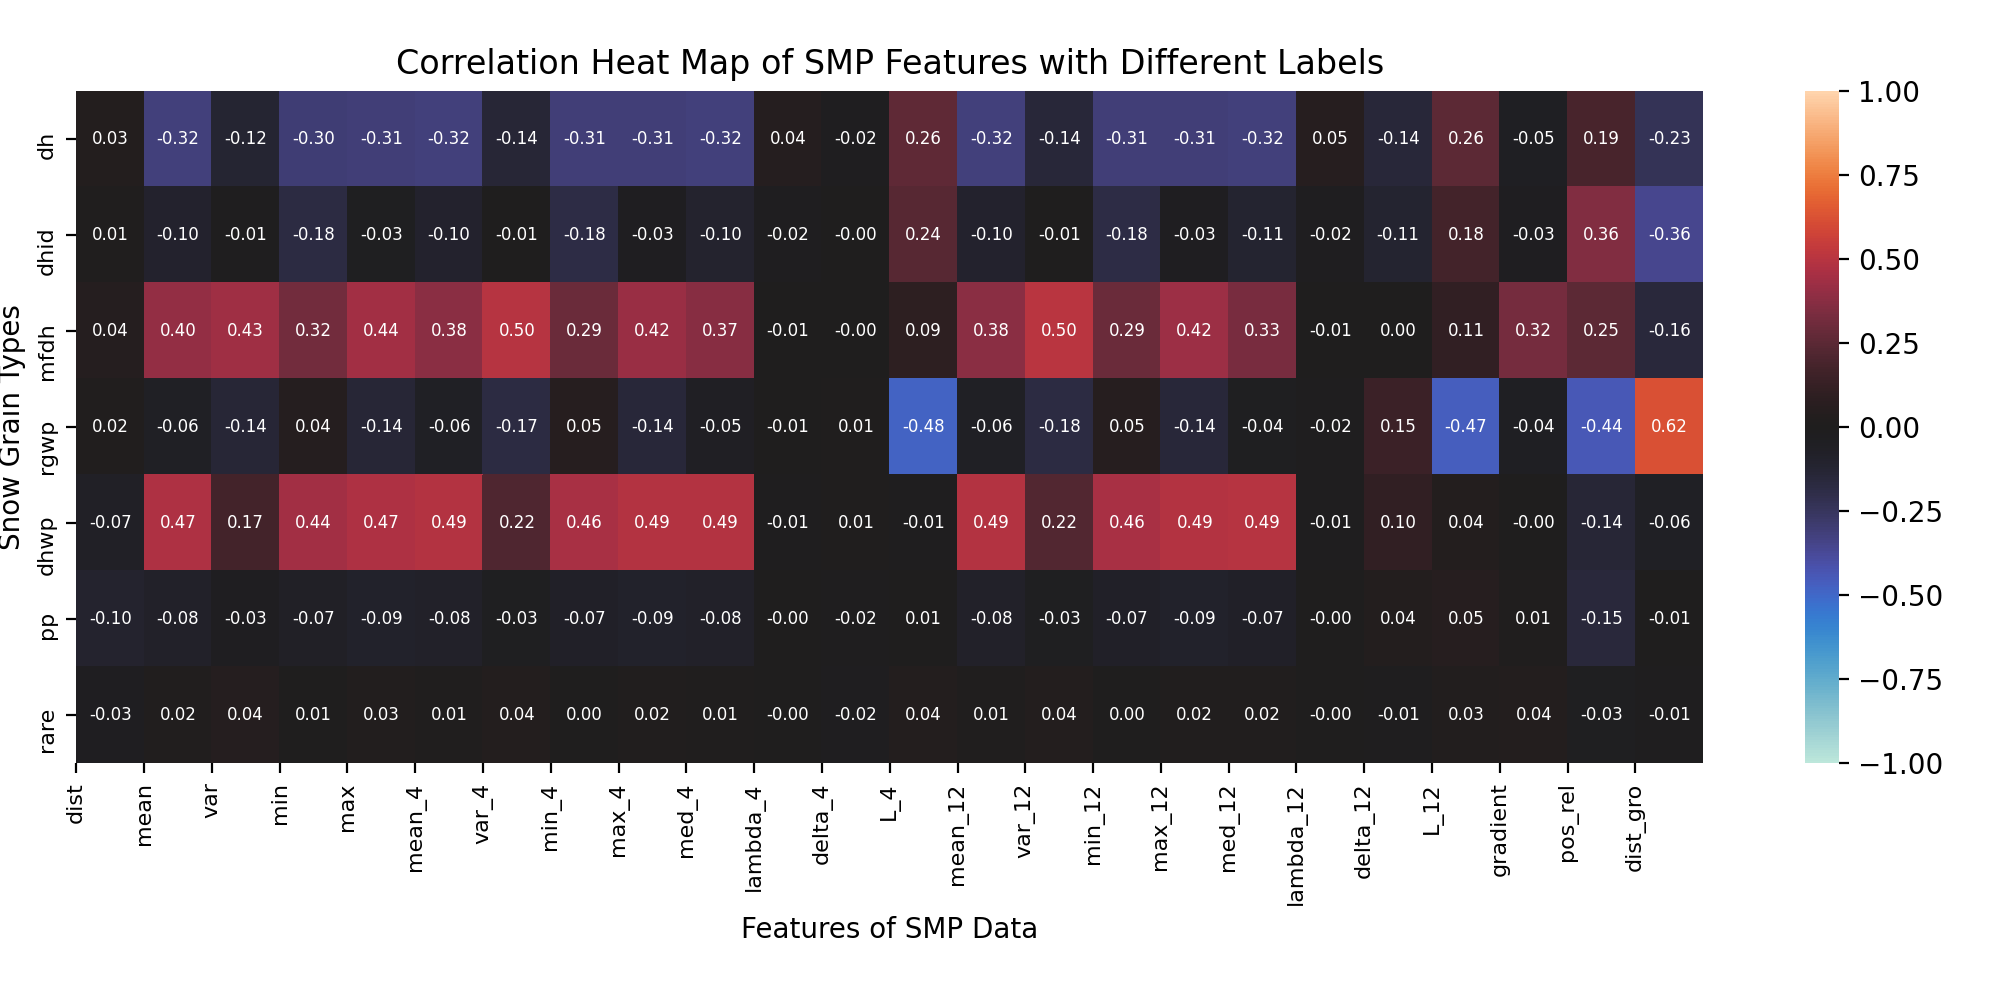 Correlation Heat Map of SMP Features with Different Labels
Snow Grain Types
dh 0.03 -0.32 -0.12 -0.30 -0.31 -0.32 -0.14 -0.31 -0.31 -0.32 0.04 -0.02 0.26 -0.32 -0.14 -0.31 -0.31 -0.32 0.05 -0.14 0.26 -0.05 0.19 -0.23
dhid 0.01 -0.10 -0.01 -0.18 -0.03 -0.10 -0.01 -0.18 -0.03 -0.10 -0.02 -0.00 0.24 -0.10 -0.01 -0.18 -0.03 -0.11 -0.02 -0.11 0.18 -0.03 0.36 -0.36
mfdh 0.04 0.40 0.43 0.32 0.44 0.38 0.50 0.29 0.42 0.37 -0.01 -0.00 0.09 0.38 0.50 0.29 0.42 0.33 -0.01 0.00 0.11 0.32 0.25 -0.16
rgwp 0.02 -0.06 -0.14 0.04 -0.14 -0.06 -0.17 0.05 -0.14 -0.05 -0.01 0.01 -0.48 -0.06 -0.18 0.05 -0.14 -0.04 -0.02 0.15 -0.47 -0.04 -0.44 0.62
dhwp -0.07 0.47 0.17 0.44 0.47 0.49 0.22 0.46 0.49 0.49 -0.01 0.01 -0.01 0.49 0.22 0.46 0.49 0.49 -0.01 0.10 0.04 -0.00 -0.14 -0.06
pp -0.10 -0.08 -0.03 -0.07 -0.09 -0.08 -0.03 -0.07 -0.09 -0.08 -0.00 -0.02 0.01 -0.08 -0.03 -0.07 -0.09 -0.07 -0.00 0.04 0.05 0.01 -0.15 -0.01
rare -0.03 0.02 0.04 0.01 0.03 0.01 0.04 0.00 0.02 0.01 -0.00 -0.02 0.04 0.01 0.04 0.00 0.02 0.02 -0.00 -0.01 0.03 0.04 -0.03 -0.01
dist mean var min max mean_4 var_4 min_4 max_4 med_4 lambda_4 delta_4 L_4 mean_12 var_12 min_12 max_12 med_12 lambda_12 delta_12 L_12 gradient pos_rel dist_gro
Features of SMP Data
1.00
0.75
0.50
0.25
0.00
−0.25
−0.50
−0.75
−1.00